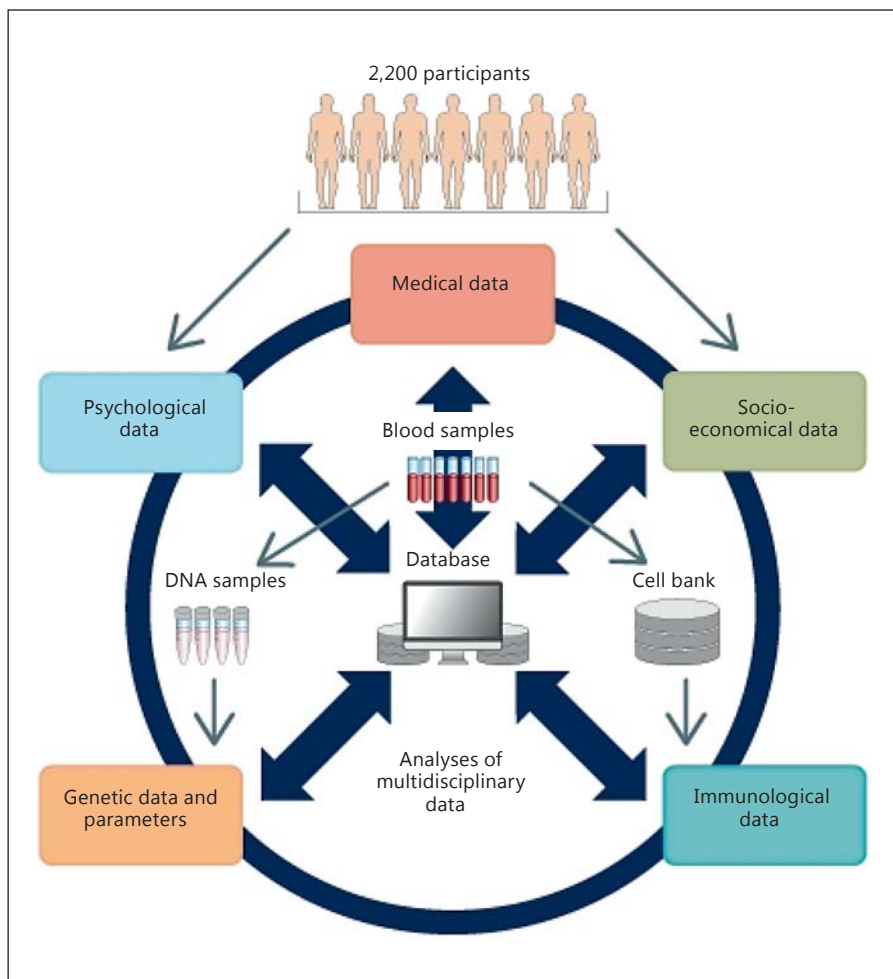 2,200 participants
Medical data
Psychological
data
Socio-
economical data
Blood samples
Database
DNA samples
Cell bank
Analyses of
multidisciplinary
data
Genetic data and
parameters
Immunological
data